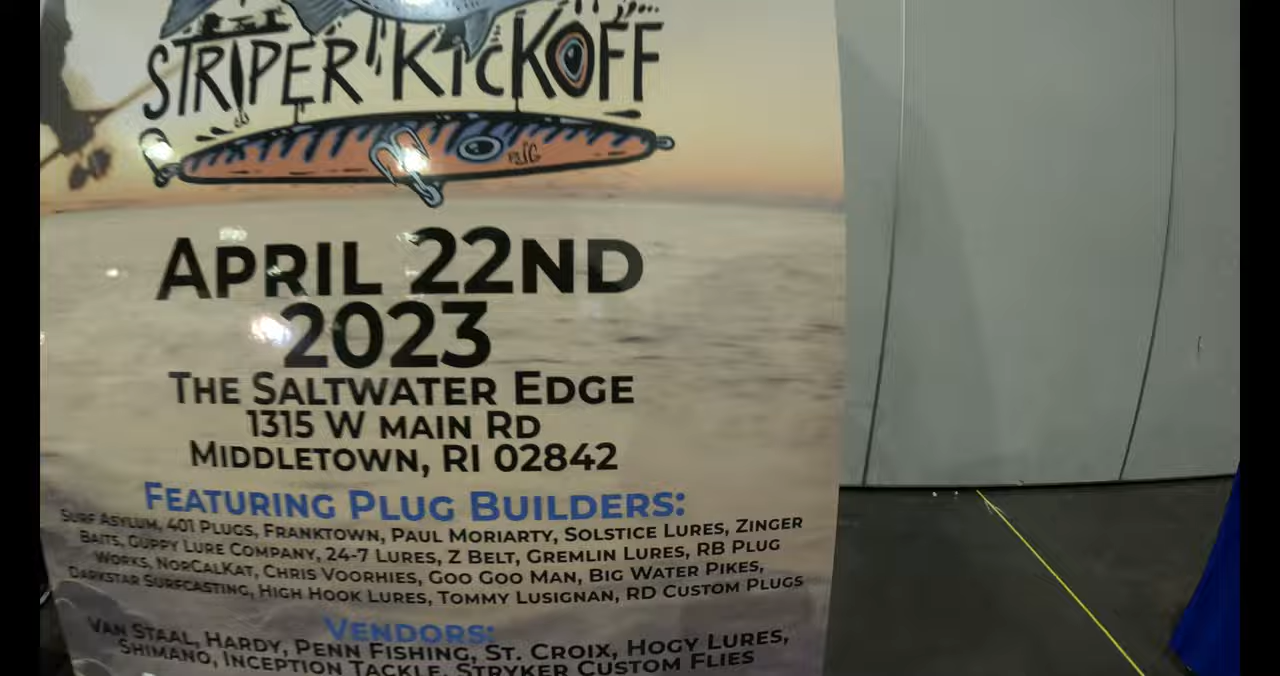 STRIPER KICKOFF
APRIL 22ND
2023
THE SALTWATER EDGE
1315 W MAIN RD
MIDDLETOWN, RI 02842
FEATURING PLUG BUILDERS:
SURF ASYLUM, 401 PLUGS, FRANKTOWN, PAUL MORIARTY, SOLSTICE LURES, ZINGER
BAITS, GUPPY LURE COMPANY, 24-7 LURES, Z BELT, GREMLIN LURES, RB PLUG
WORKS, NORCALKAT, CHRIS VOORHIES, GOO GOO MAN, BIG WATER PIKES,
DARKSTAR SURFCASTING, HIGH HOOK LURES, TOMMY LUSIGNAN, RD CUSTOM PLUGS
VENDORS:
VAN STAAL, HARDY, PENN FISHING, ST. CROIX, HOGY LURES,
SHIMANO, INCEPTION TACKLE, STRYKER CUSTOM FLIES